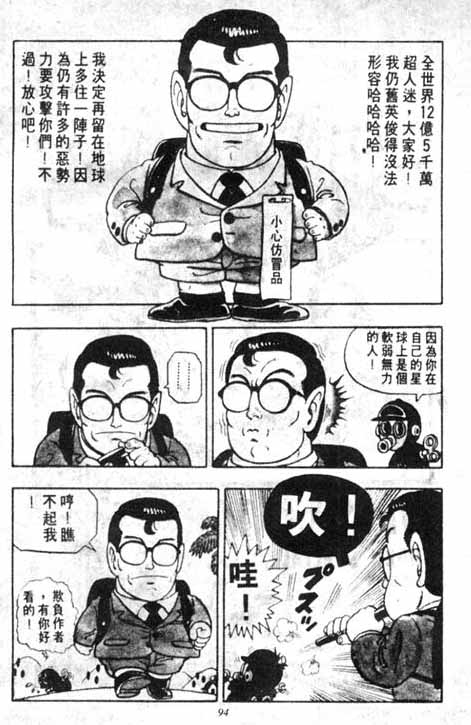 全世界12億5千萬
超人迷，大家好！
我仍舊英俊得沒法
形容哈哈哈哈！
我決定再留在地球
上多住一陣子！因
為仍有許多的惡勢
力要攻擊你們！不
過！放心吧！
小心仿冒品
因為你在
自己的星
球上是個
軟弱無力
的人！
…………
吹！
プスッ
哇！
哼！瞧
不起我
！
欺負作者
，有你好
看的！
94